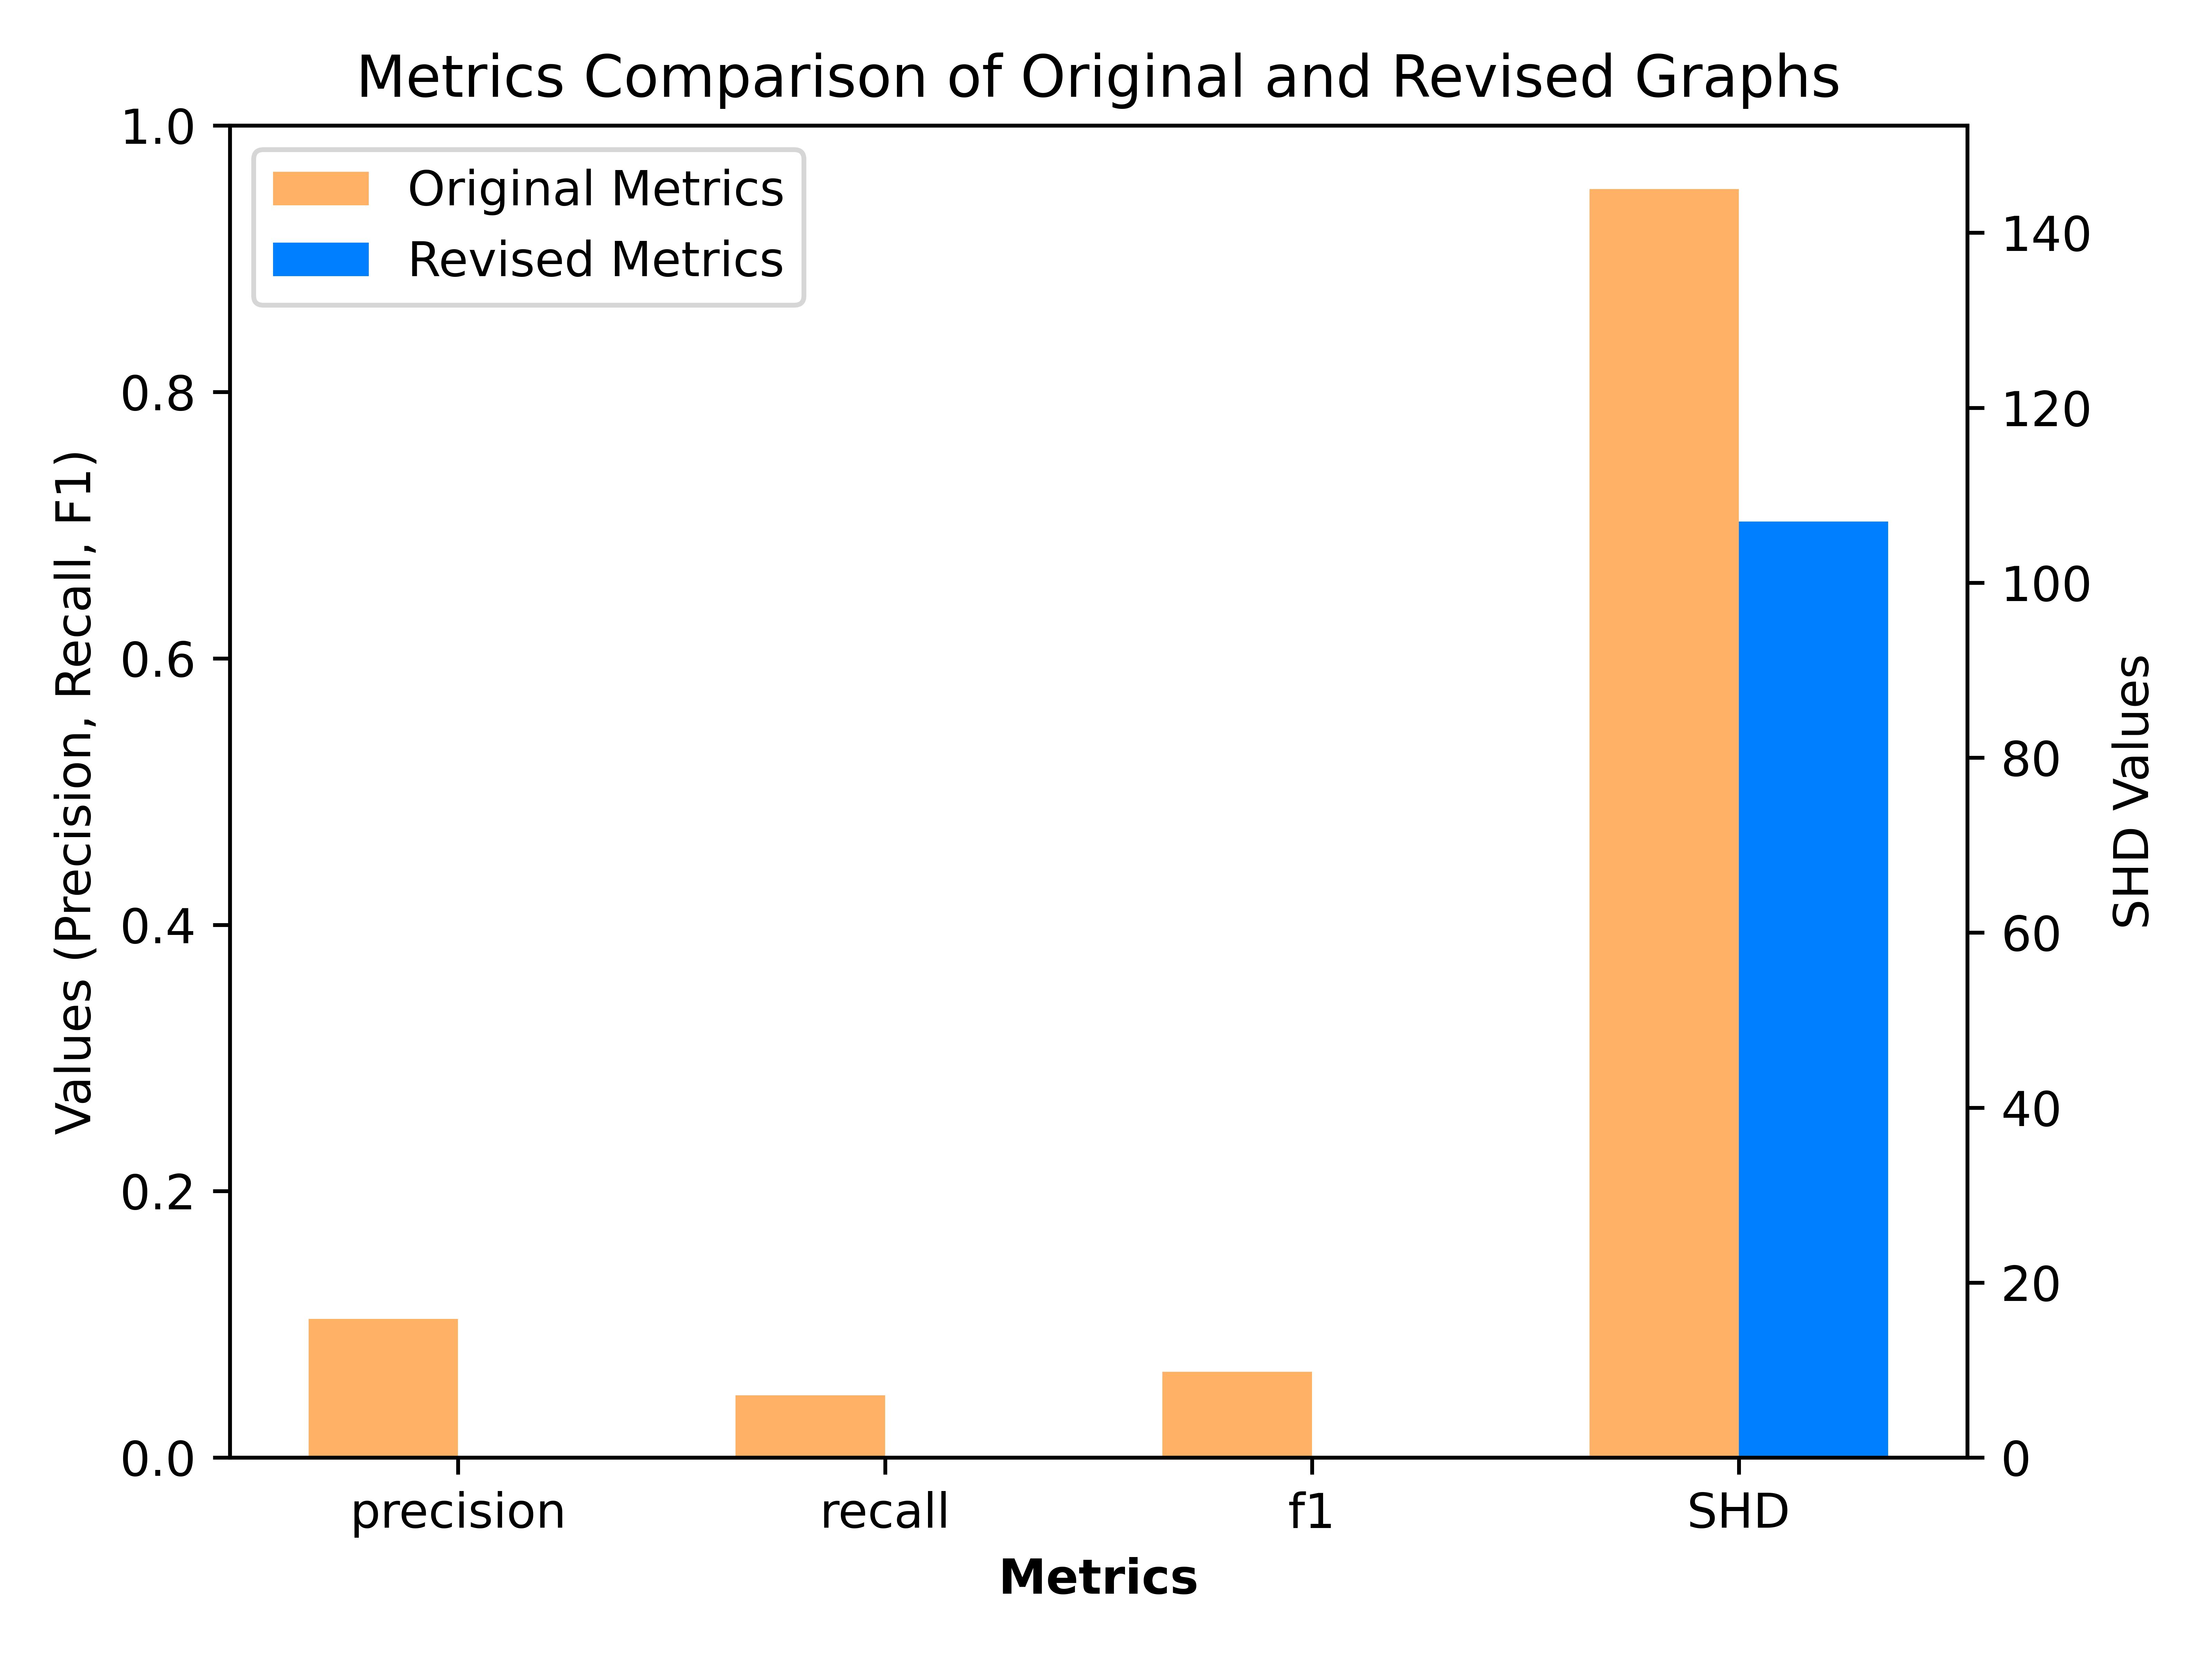 Metrics Comparison of Original and Revised Graphs
Original Metrics
Revised Metrics
Values (Precision, Recall, F1)
1.0
0.8
0.6
0.4
0.2
0.0
140
120
100
80
60
40
20
0
SHD Values
precision
recall
f1
SHD
Metrics